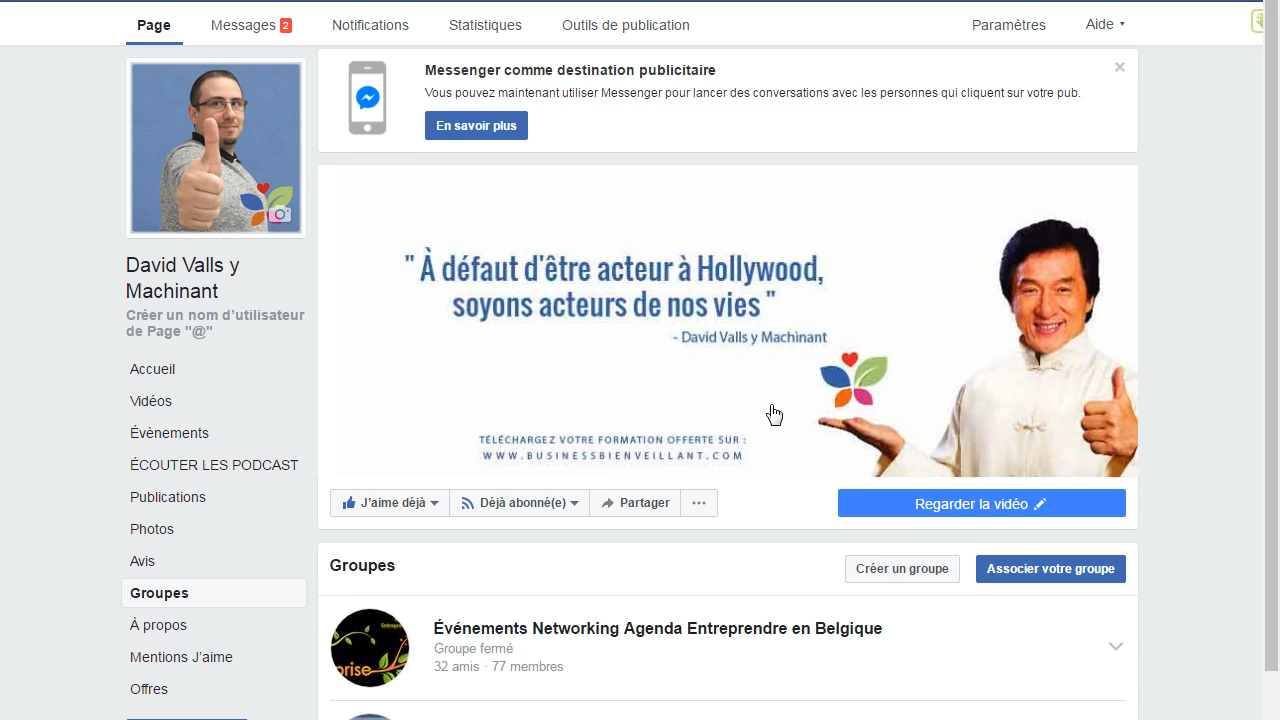 Page
Messages 2
Notifications
Statistiques
Outils de publication
Paramètres
Aide
Messenger comme destination publicitaire
Vous pouvez maintenant utiliser Messenger pour lancer des conversations avec les personnes qui cliquent sur votre pub.
En savoir plus
David Valls y
Machinant
Créer un nom d’utilisateur
de Page "@"
Accueil
Vidéos
Évènements
ÉCOUTER LES PODCAST
Publications
Photos
Avis
Groupes
À propos
Mentions J’aime
Offres
" À défaut d'être acteur à Hollywood,
soyons acteurs de nos vies "
- David Valls y Machinant
TÉLÉCHARGEZ VOTRE FORMATION OFFERTE SUR :
WWW.BUSINESSBIENVEILLANT.COM
J’aime déjà
Déjà abonné(e)
Partager
Regarder la vidéo
Groupes
Créer un groupe
Associer votre groupe
prise
Événements Networking Agenda Entreprendre en Belgique
Groupe fermé
32 amis · 77 membres